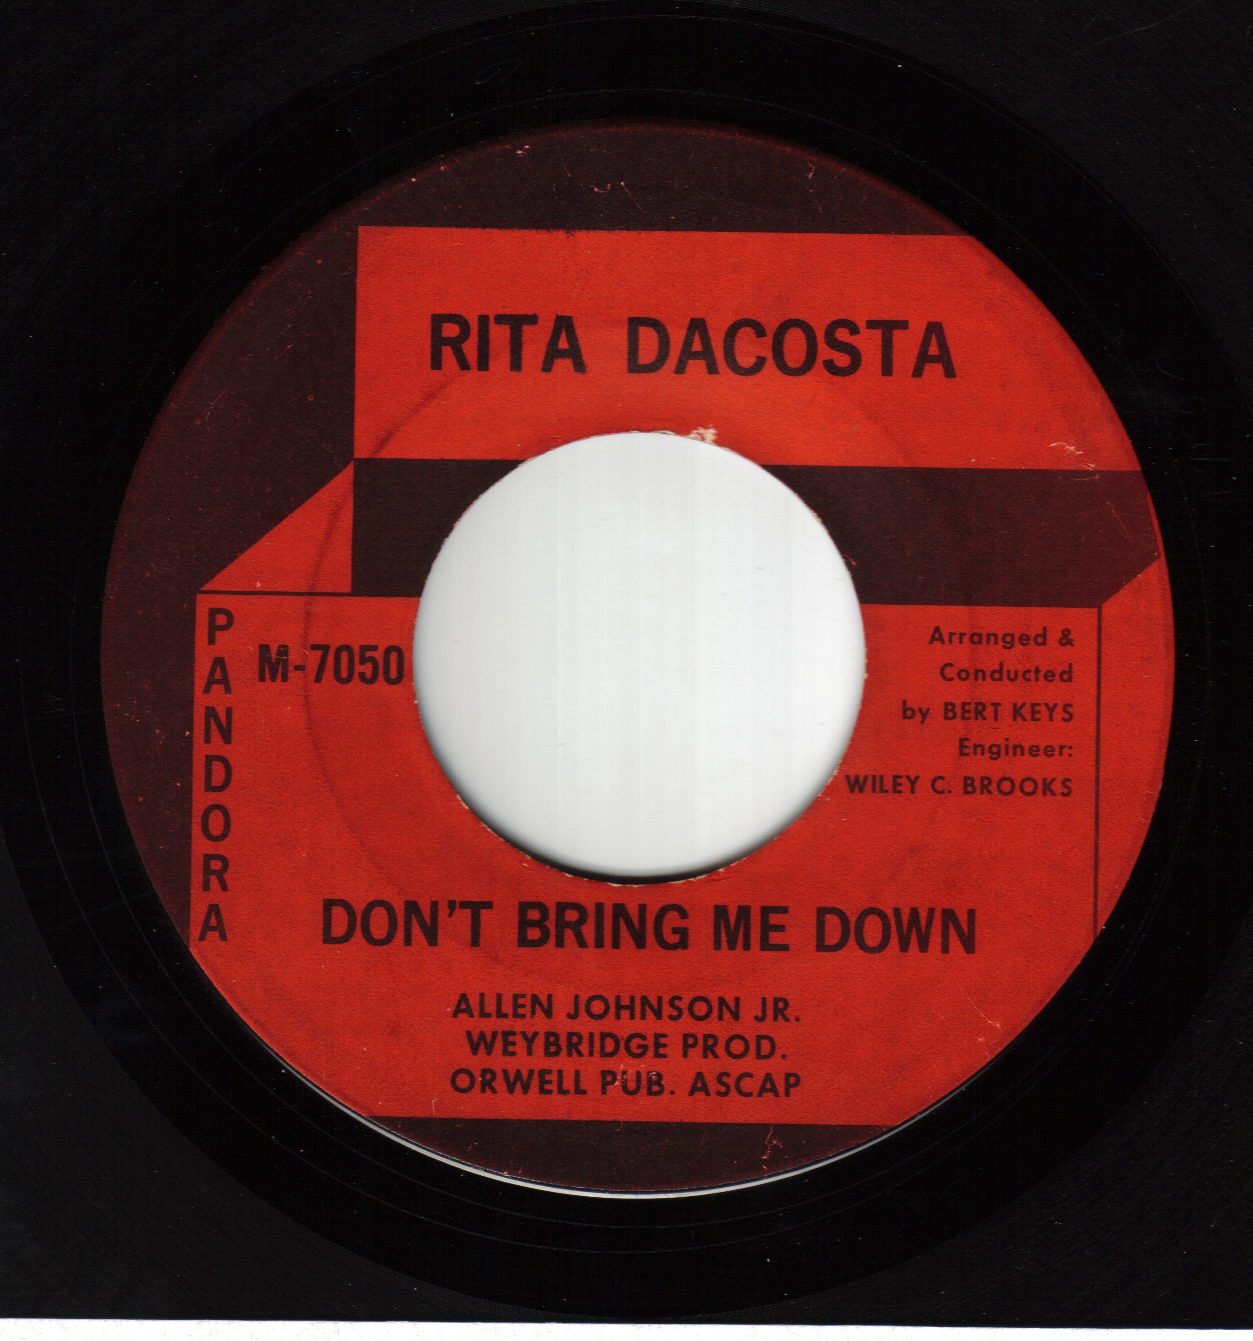 RITA DACOSTA
PANDORA
M-7050
Arranged &
Conducted
by BERT KEYS
Engineer:
WILEY C. BROOKS
DON'T BRING ME DOWN
ALLEN JOHNSON JR.
WEYBRIDGE PROD.
ORWELL PUB. ASCAP